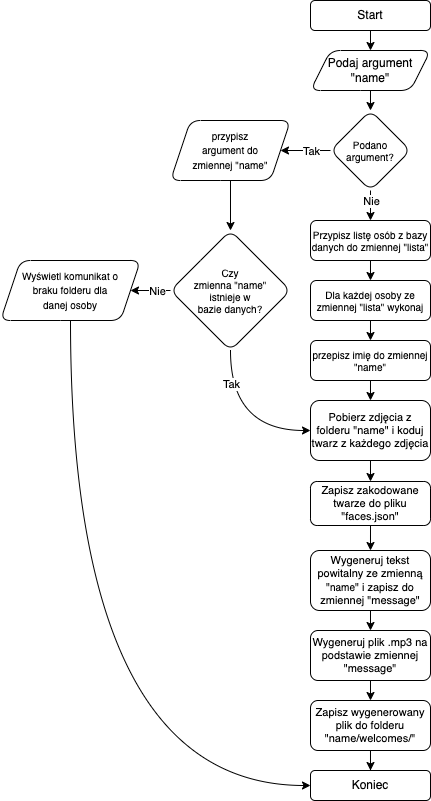 Start
Podaj argument
"name"
Podano
argument?
Tak
przypisz
argument do
zmiennej "name"
Nie
Przypisz listę osób z bazy
danych do zmiennej "lista"
Czy
zmienna "name"
istnieje w
bazie danych?
Nie
Wyświetl komunikat o
braku folderu dla
danej osoby
Tak
Dla każdej osoby ze
zmiennej "lista" wykonaj
przepisz imię do zmiennej
"name"
Pobierz zdjęcia z
folderu "name" i koduj
twarz z każdego zdjęcia
Zapisz zakodowane
twarze do pliku
"faces.json"
Wygeneruj tekst
powitalny ze zmienną
"name" i zapisz do
zmiennej "message"
Wygeneruj plik .mp3 na
podstawie zmiennej
"message"
Zapisz wygenerowany
plik do folderu
"name/welcomes/"
Koniec